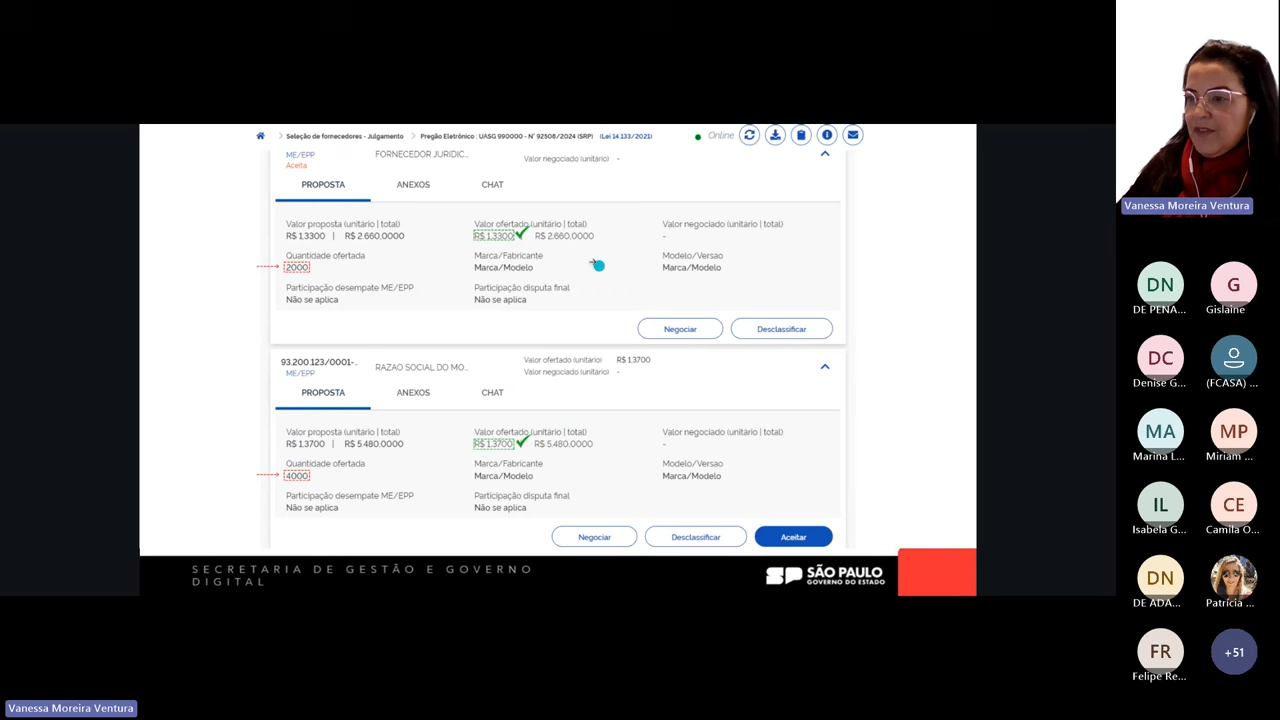 Seleção de fornecedores - Julgamento
Pregão Eletrônico : UASG 990000 - N° 92508/2024 (SRP) (Lei 14.133/2021)
Online
ME/EPP
FORNECEDOR JURIDIC...
Valor negociado (unitário) -
Aceita
PROPOSTA ANEXOS CHAT
Valor proposta (unitário | total) Valor ofertado (unitário | total) Valor negociado (unitário | total)
R$ 1,3300 | R$ 2.660,0000 R$ 1,3300 R$ 2.660,0000 -
Quantidade ofertada Marca/Fabricante Modelo/Versao
2000 Marca/Modelo Marca/Modelo
Participação desempate ME/EPP Participação disputa final
Não se aplica Não se aplica
Negociar Desclassificar
93.200.123/0001-..
ME/EPP
RAZAO SOCIAL DO MO...
Valor ofertado (unitário) R$ 1,3700
Valor negociado (unitário) -
PROPOSTA ANEXOS CHAT
Valor proposta (unitário | total) Valor ofertado (unitário | total) Valor negociado (unitário | total)
R$ 1,3700 | R$ 5.480,0000 R$ 1,3700 R$ 5.480,0000 -
Quantidade ofertada Marca/Fabricante Modelo/Versao
4000 Marca/Modelo Marca/Modelo
Participação desempate ME/EPP Participação disputa final
Não se aplica Não se aplica
Negociar Desclassificar Aceitar
SECRETARIA DE GESTÃO E GOVERNO
DIGITAL
SP SÃO PAULO
GOVERNO DO ESTADO
Vanessa Moreira Ventura
DN G
DE PENA... Gislaine
DC
Denise G... (FCASA) ...
MA MP
Marina L... Miriam ...
IL CE
Isabela G... Camila O...
DN
DE ADA... Patrícia ...
FR +51
Felipe Re...
Vanessa Moreira Ventura